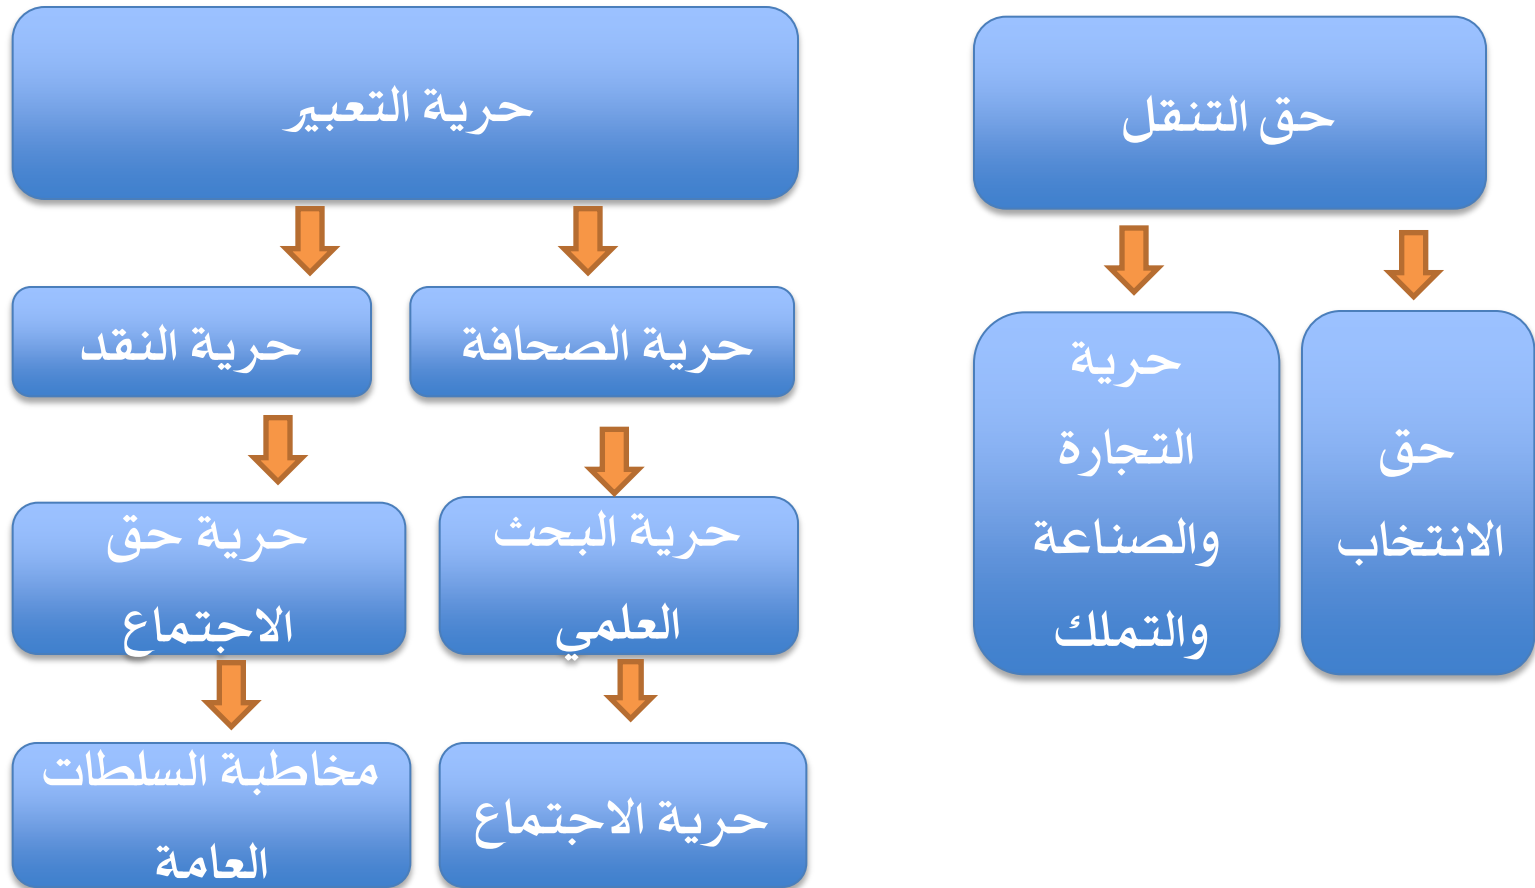 حق التنقل
حق
الانتخاب
حرية
التجارة
والصناعة
والتملك
حرية التعبير
حرية الصحافة
حرية النقد
حرية البحث
العلمي
حرية حق
الاجتماع
حرية الاجتماع
مخاطبة السلطات
العامة